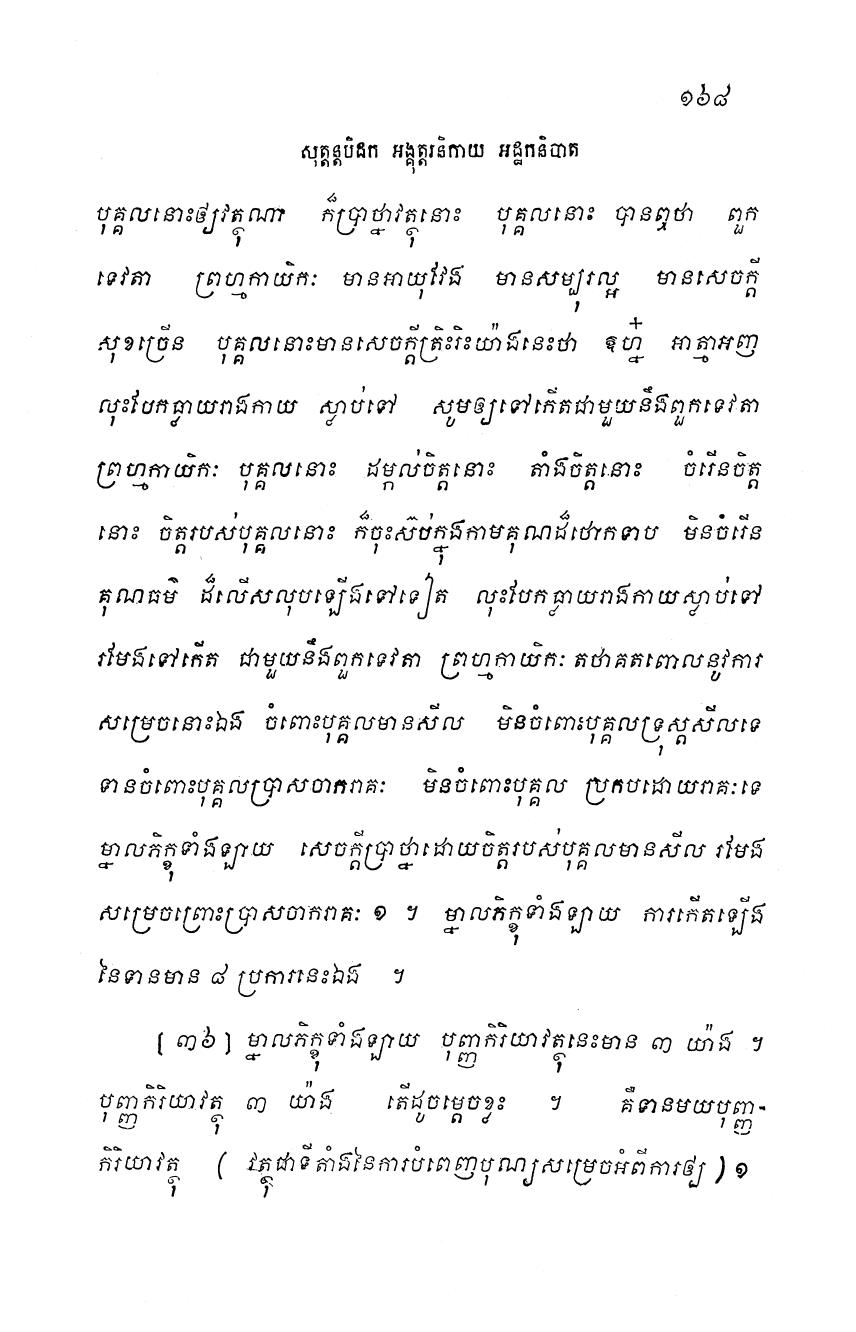 ១៦៨
សុត្តន្តបិដក អង្គុត្តរនិកាយ អដ្ឋកនិបាត
បុគ្គលនោះឲ្យវត្ថុណា ក៏ប្រាថ្នាវត្ថុនោះ បុគ្គលនោះ បានឮថា ពួក
ទេវតា ព្រហ្មកាយិកៈ មានអាយុវែង មានសម្បុរល្អ មានសេចក្តី
សុខច្រើន បុគ្គលនោះមានសេចក្តីត្រិះរិះយ៉ាងនេះថា ឱហ្ន៎ អាត្មាអញ
លុះបែកធ្លាយរាងកាយ ស្លាប់ទៅ សូមឲ្យទៅកើតជាមួយនឹងពួកទេវតា
ព្រហ្មកាយិកៈ បុគ្គលនោះ ដម្កល់ចិត្តនោះ តាំងចិត្តនោះ ចំរើនចិត្ត
នោះ ចិត្តរបស់បុគ្គលនោះ ក៏ចុះស៊ប់ក្នុងកាមគុណដ៏ថោកទាប មិនចំរើន
គុណធម៌ ដ៏លើសលុបឡើងទៅទៀត លុះបែកធ្លាយរាងកាយស្លាប់ទៅ
រមែងទៅកើត ជាមួយនឹងពួកទេវតា ព្រហ្មកាយិកៈ តថាគតពោលនូវការ
សម្រេចនោះឯង ចំពោះបុគ្គលមានសីល មិនចំពោះបុគ្គលទ្រុស្តសីលទេ
ទានចំពោះបុគ្គលប្រាសចាករាគៈ មិនចំពោះបុគ្គល ប្រកបដោយរាគៈទេ
ម្នាលភិក្ខុទាំងឡាយ សេចក្តីប្រាថ្នាដោយចិត្តរបស់បុគ្គលមានសីល រមែង
សម្រេចព្រោះប្រាសចាករាគៈ ១ ។ ម្នាលភិក្ខុទាំងឡាយ ការកើតឡើង
នៃទានមាន ៨ ប្រការនេះឯង ។
[៣៦] ម្នាលភិក្ខុទាំងឡាយ បុញ្ញកិរិយាវត្ថុនេះមាន ៣ យ៉ាង ។
បុញ្ញកិរិយាវត្ថុ ៣ យ៉ាង តើដូចម្តេចខ្លះ ។ គឺទានមយបុញ្ញ-
កិរិយាវត្ថុ (វត្ថុជាទីតាំងនៃការបំពេញបុណ្យសម្រេចអំពីការឲ្យ) ១